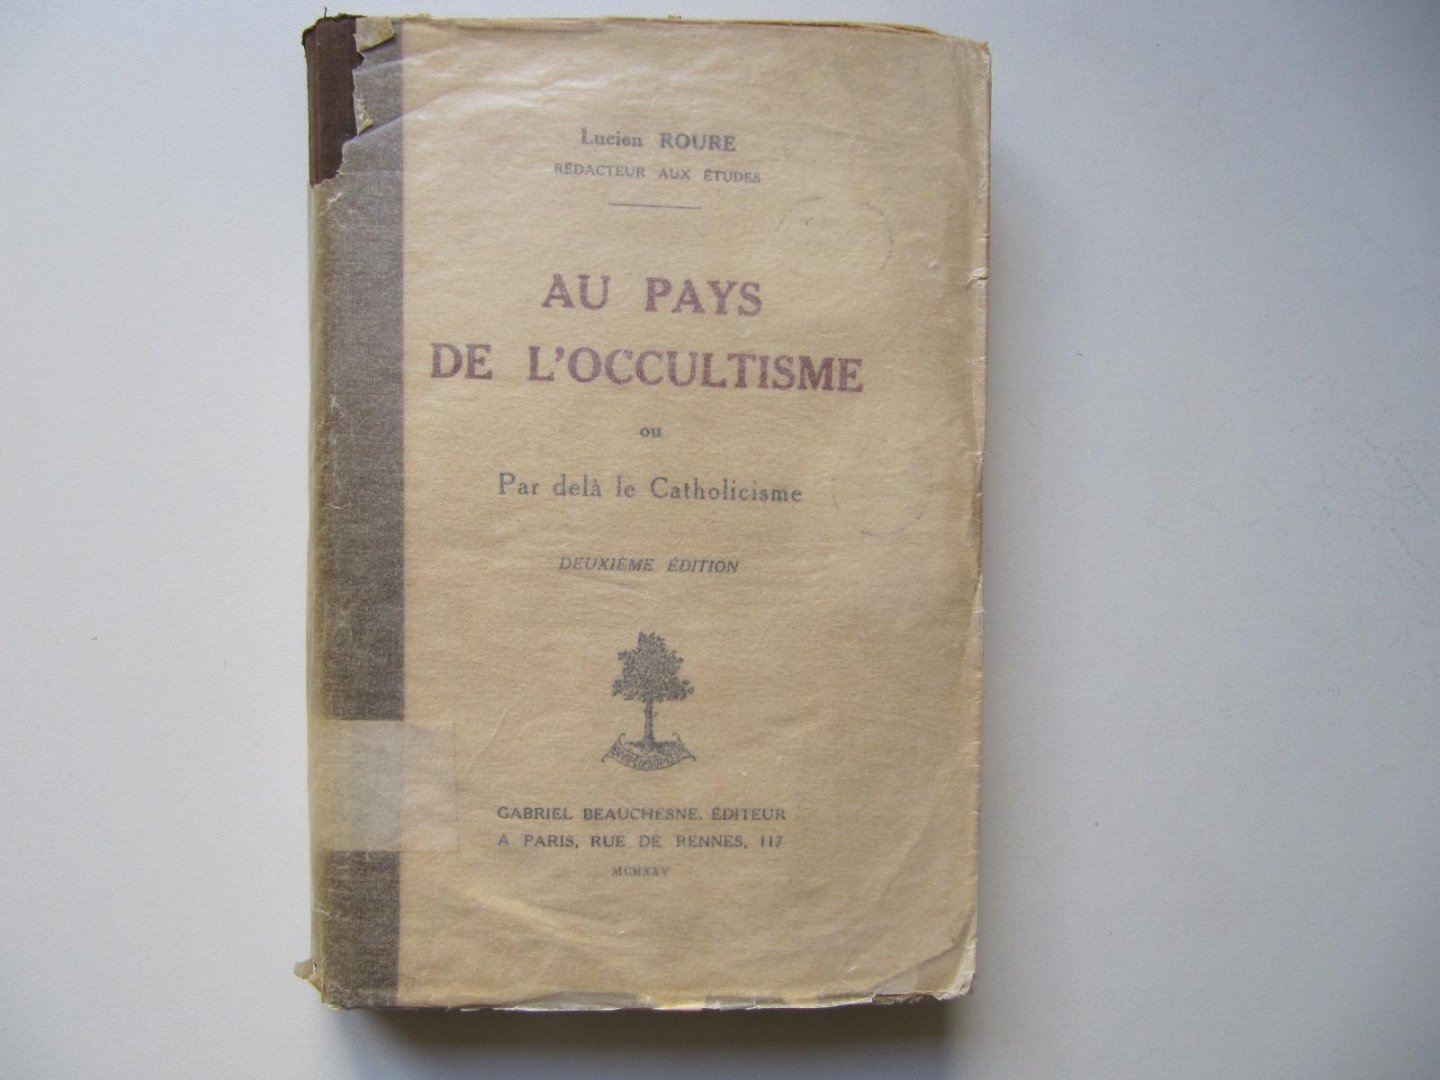 Lucien ROURE
RÉDACTEUR AUX ÉTUDES
AU PAYS
DE L'OCCULTISME
ou
Par delà le Catholicisme
DEUXIÈME ÉDITION
GABRIEL BEAUCHESNE, ÉDITEUR
A PARIS, RUE DE RENNES, 117
MCMXXV